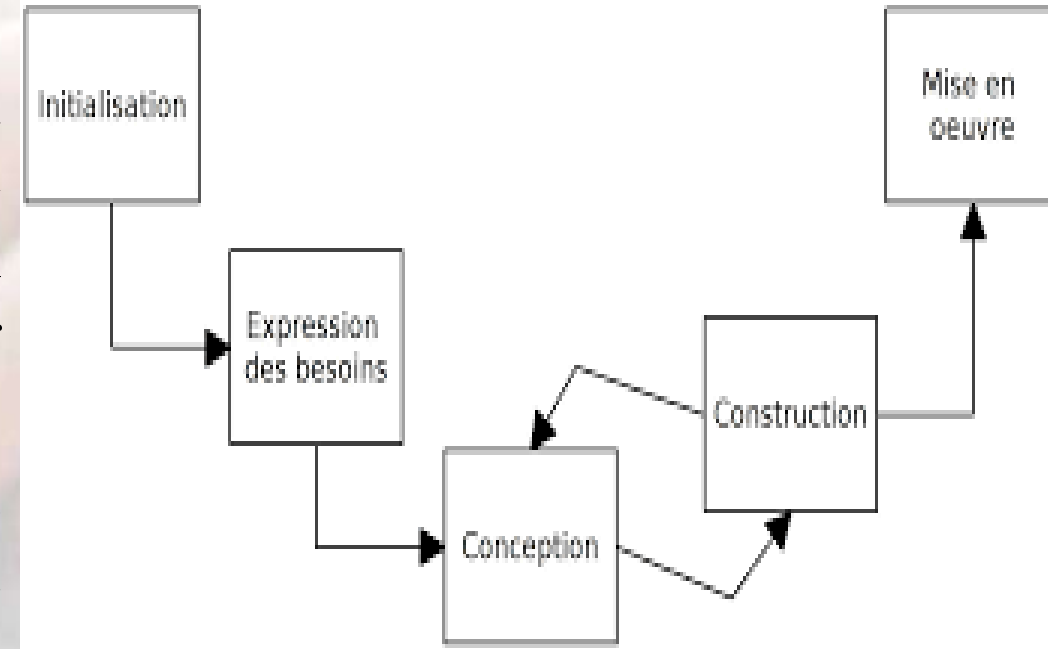 Initialisation
Mise en
oeuvre
Expression
des besoins
Construction
Conception